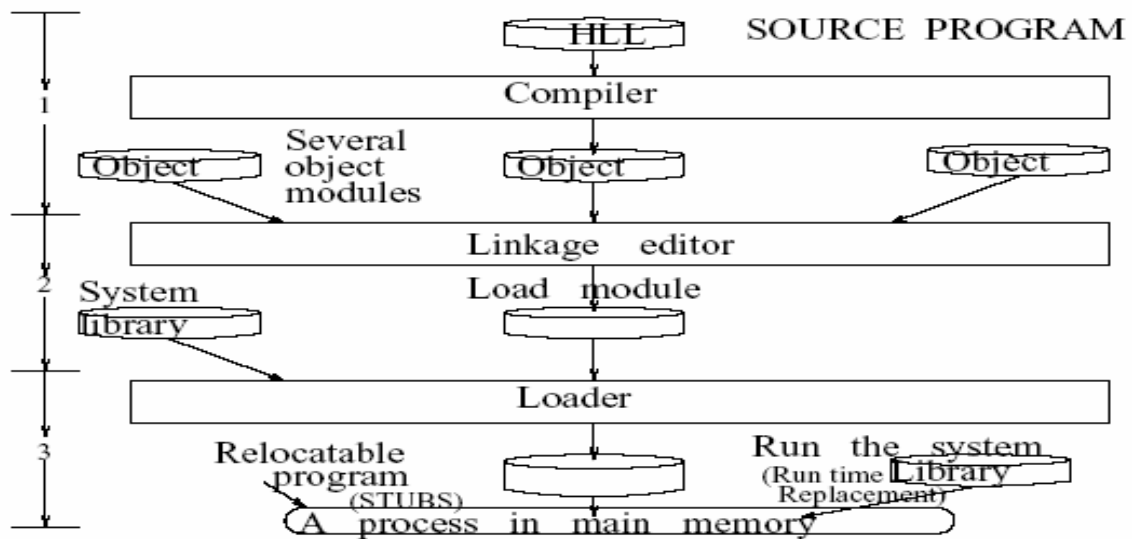 HLL SOURCE PROGRAM
Compiler
1
Several
object
modules
Object
Object
Object
Linkage editor
2
System
library
Load module
Loader
3
Relocatable
program
(STUBS)
Run the system
Library
(Run time
Replacement)
A process in main memory